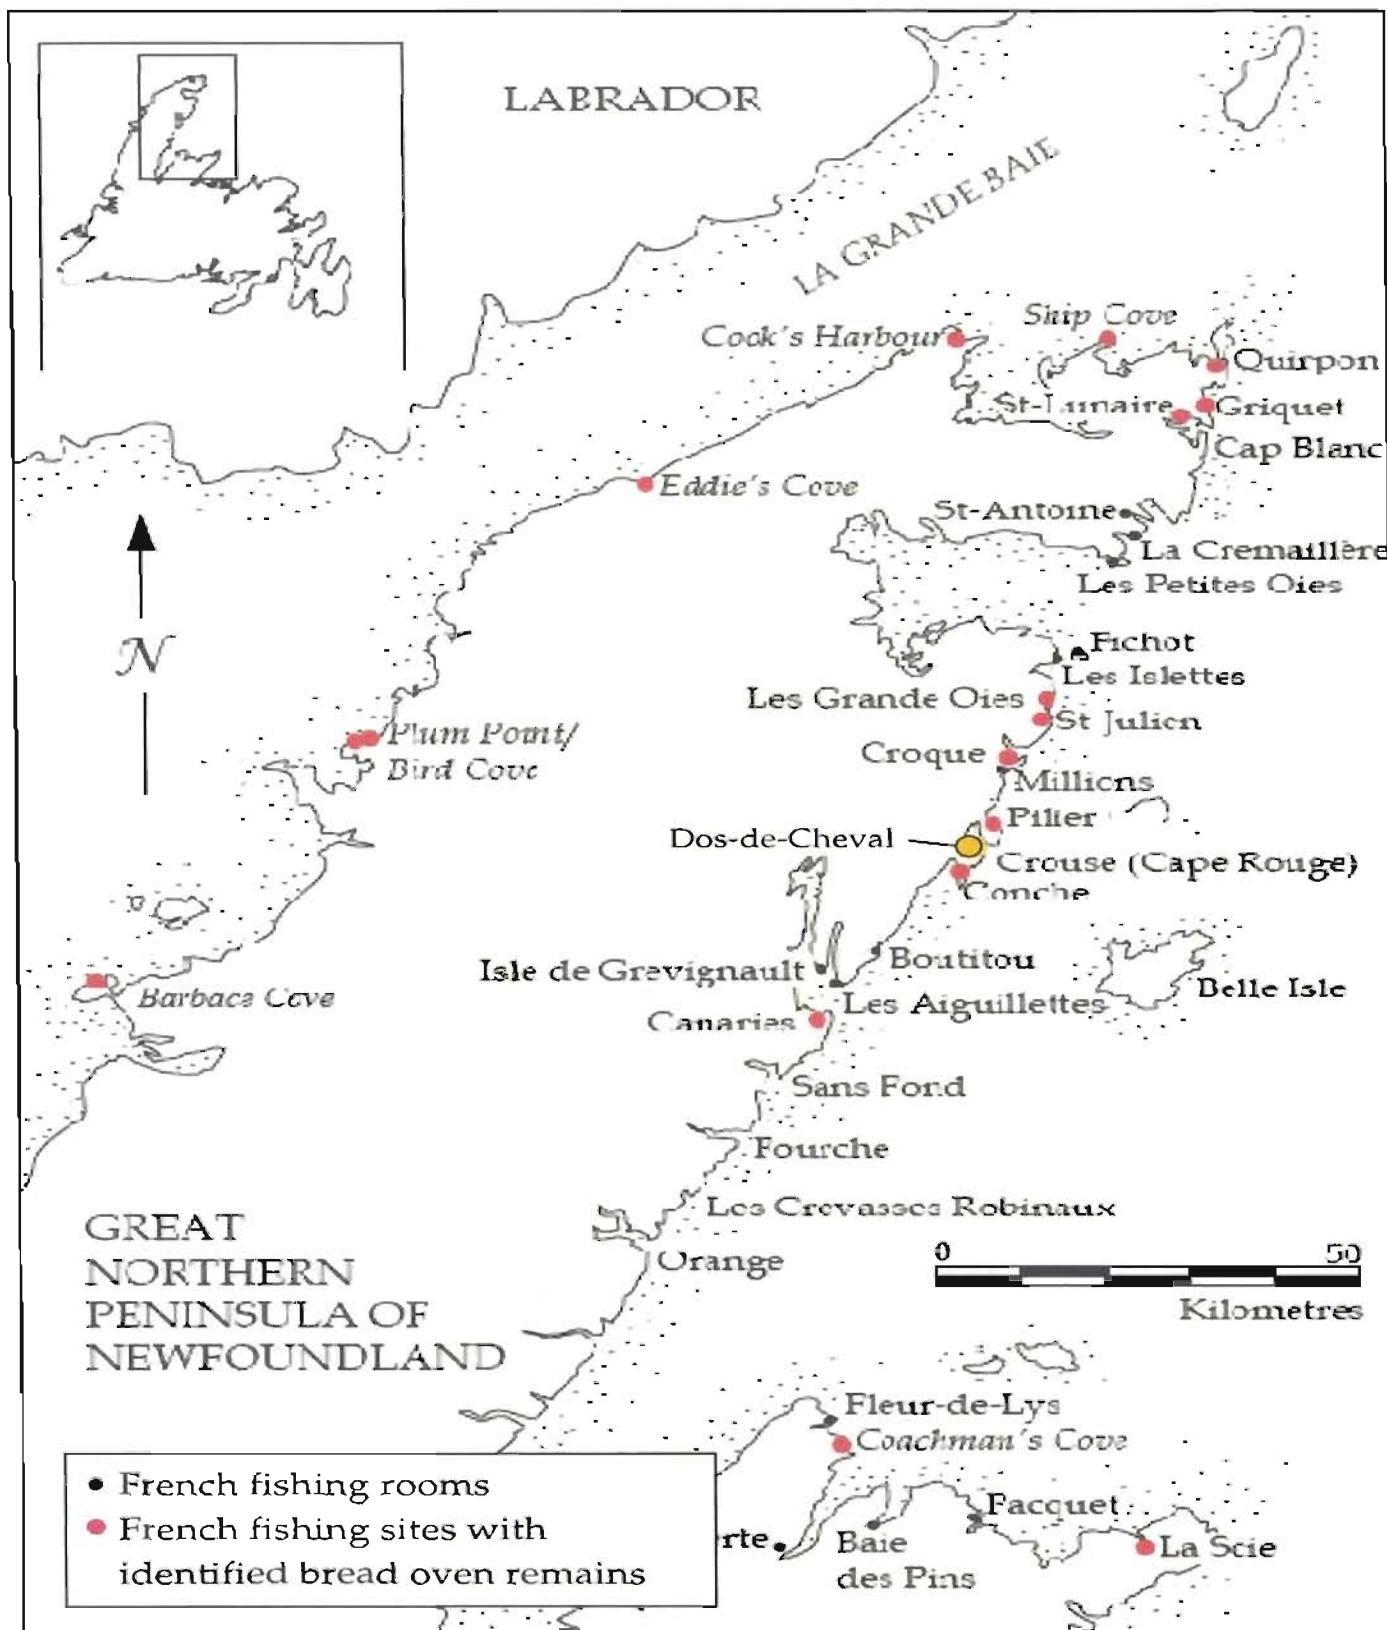 LABRADOR
LA GRANDE BAIE
Ship Cove
Cook's Harbour
Quirpon
St-Lunaire
Griquet
Cap Blanc
Eddie's Cove
St-Antoine
La Cremaillère
Les Petites Oies
N
Fichot
Les Islettes
Les Grande Oies
St Julien
Plum Point/
Bird Cove
Croque
Millions
Pilier
Dos-de-Cheval
Crouse (Cape Rouge)
Conche
Boutitou
Isle de Grevignault
Belle Isle
Barbace Cove
Les Aiguillettes
Canaries
Sans Fond
Fourche
Les Crevasses Robinaux
GREAT
NORTHERN
PENINSULA OF
NEWFOUNDLAND
Orange
0 50
Kilometres
Fleur-de-Lys
Coachman's Cove
French fishing rooms
French fishing sites with
identified bread oven remains
Facquet
rte
Baie
des Pins
La Scie